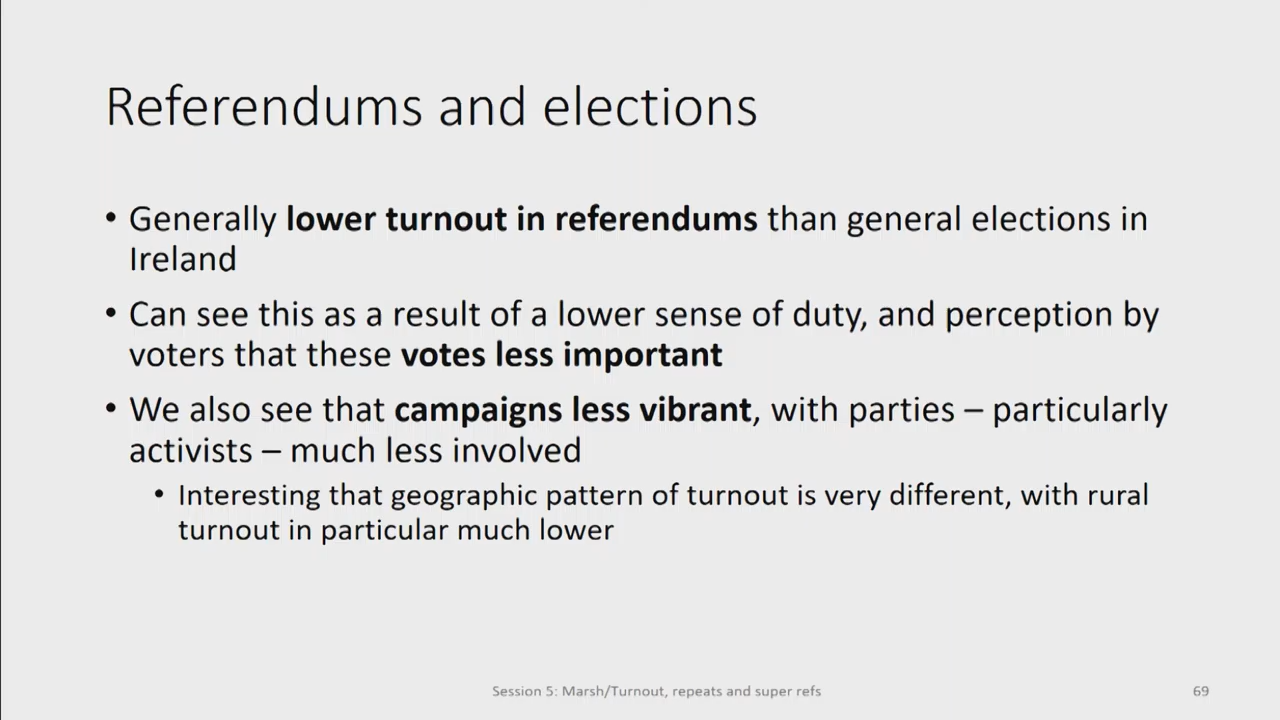 Referendums and elections
• Generally lower turnout in referendums than general elections in
Ireland
• Can see this as a result of a lower sense of duty, and perception by
voters that these votes less important
• We also see that campaigns less vibrant, with parties – particularly
activists – much less involved
• Interesting that geographic pattern of turnout is very different, with rural
turnout in particular much lower
Session 5: Marsh/Turnout, repeats and super refs
69